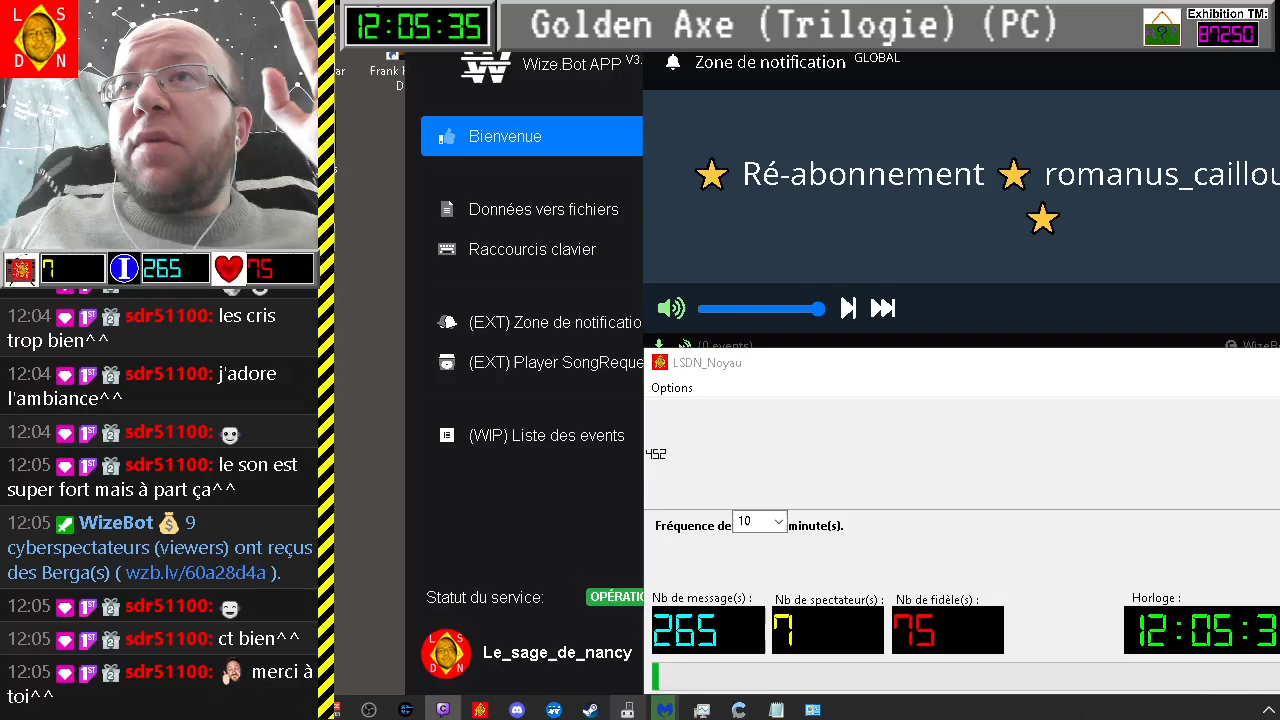 L S
D N
12:05:35
Golden Axe (Trilogie) (PC)
Exhibition TM:
87250
7
265
75
12:04 sdr51100: les cris
trop bien^^
12:04 sdr51100: j'adore
l'ambiance^^
12:04 sdr51100:
12:05 sdr51100: le son est
super fort mais à part ça^^
12:05 WizeBot 9
cyberspectateurs (viewers) ont reçus
des Berga(s) ( wzb.lv/60a28d4a ).
12:05 sdr51100:
12:05 sdr51100: ct bien^^
12:05 sdr51100: merci à
toi^^
ar
Frank
D
Wize.Bot APP V3.
Bienvenue
Données vers fichiers
Raccourcis clavier
(EXT) Zone de notificatio
(EXT) Player SongReque
(WIP) Liste des events
Statut du service:
OPÉRATIO
L S
D N
Le_sage_de_nancy
Zone de notification GLOBAL
Ré-abonnement romanus_caillou
(0 events)
WizeB
LSDN_Noyau
Options
452
Fréquence de 10 minute(s).
Nb de message(s) :
265
Nb de spectateur(s) :
7
Nb de fidèle(s) :
75
Horloge :
12:05:3